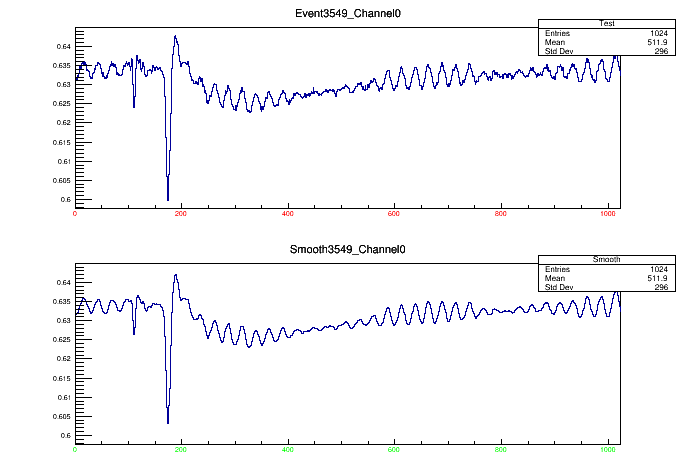 Event3549_Channel0
Test
Entries 1024
Mean 511.9
Std Dev 296
0.64
0.635
0.63
0.625
0.62
0.615
0.61
0.605
0.6
0 200 400 600 800 1000
Smooth3549_Channel0
Smooth
Entries 1024
Mean 511.9
Std Dev 296
0.64
0.635
0.63
0.625
0.62
0.615
0.61
0.605
0.6
0 200 400 600 800 1000